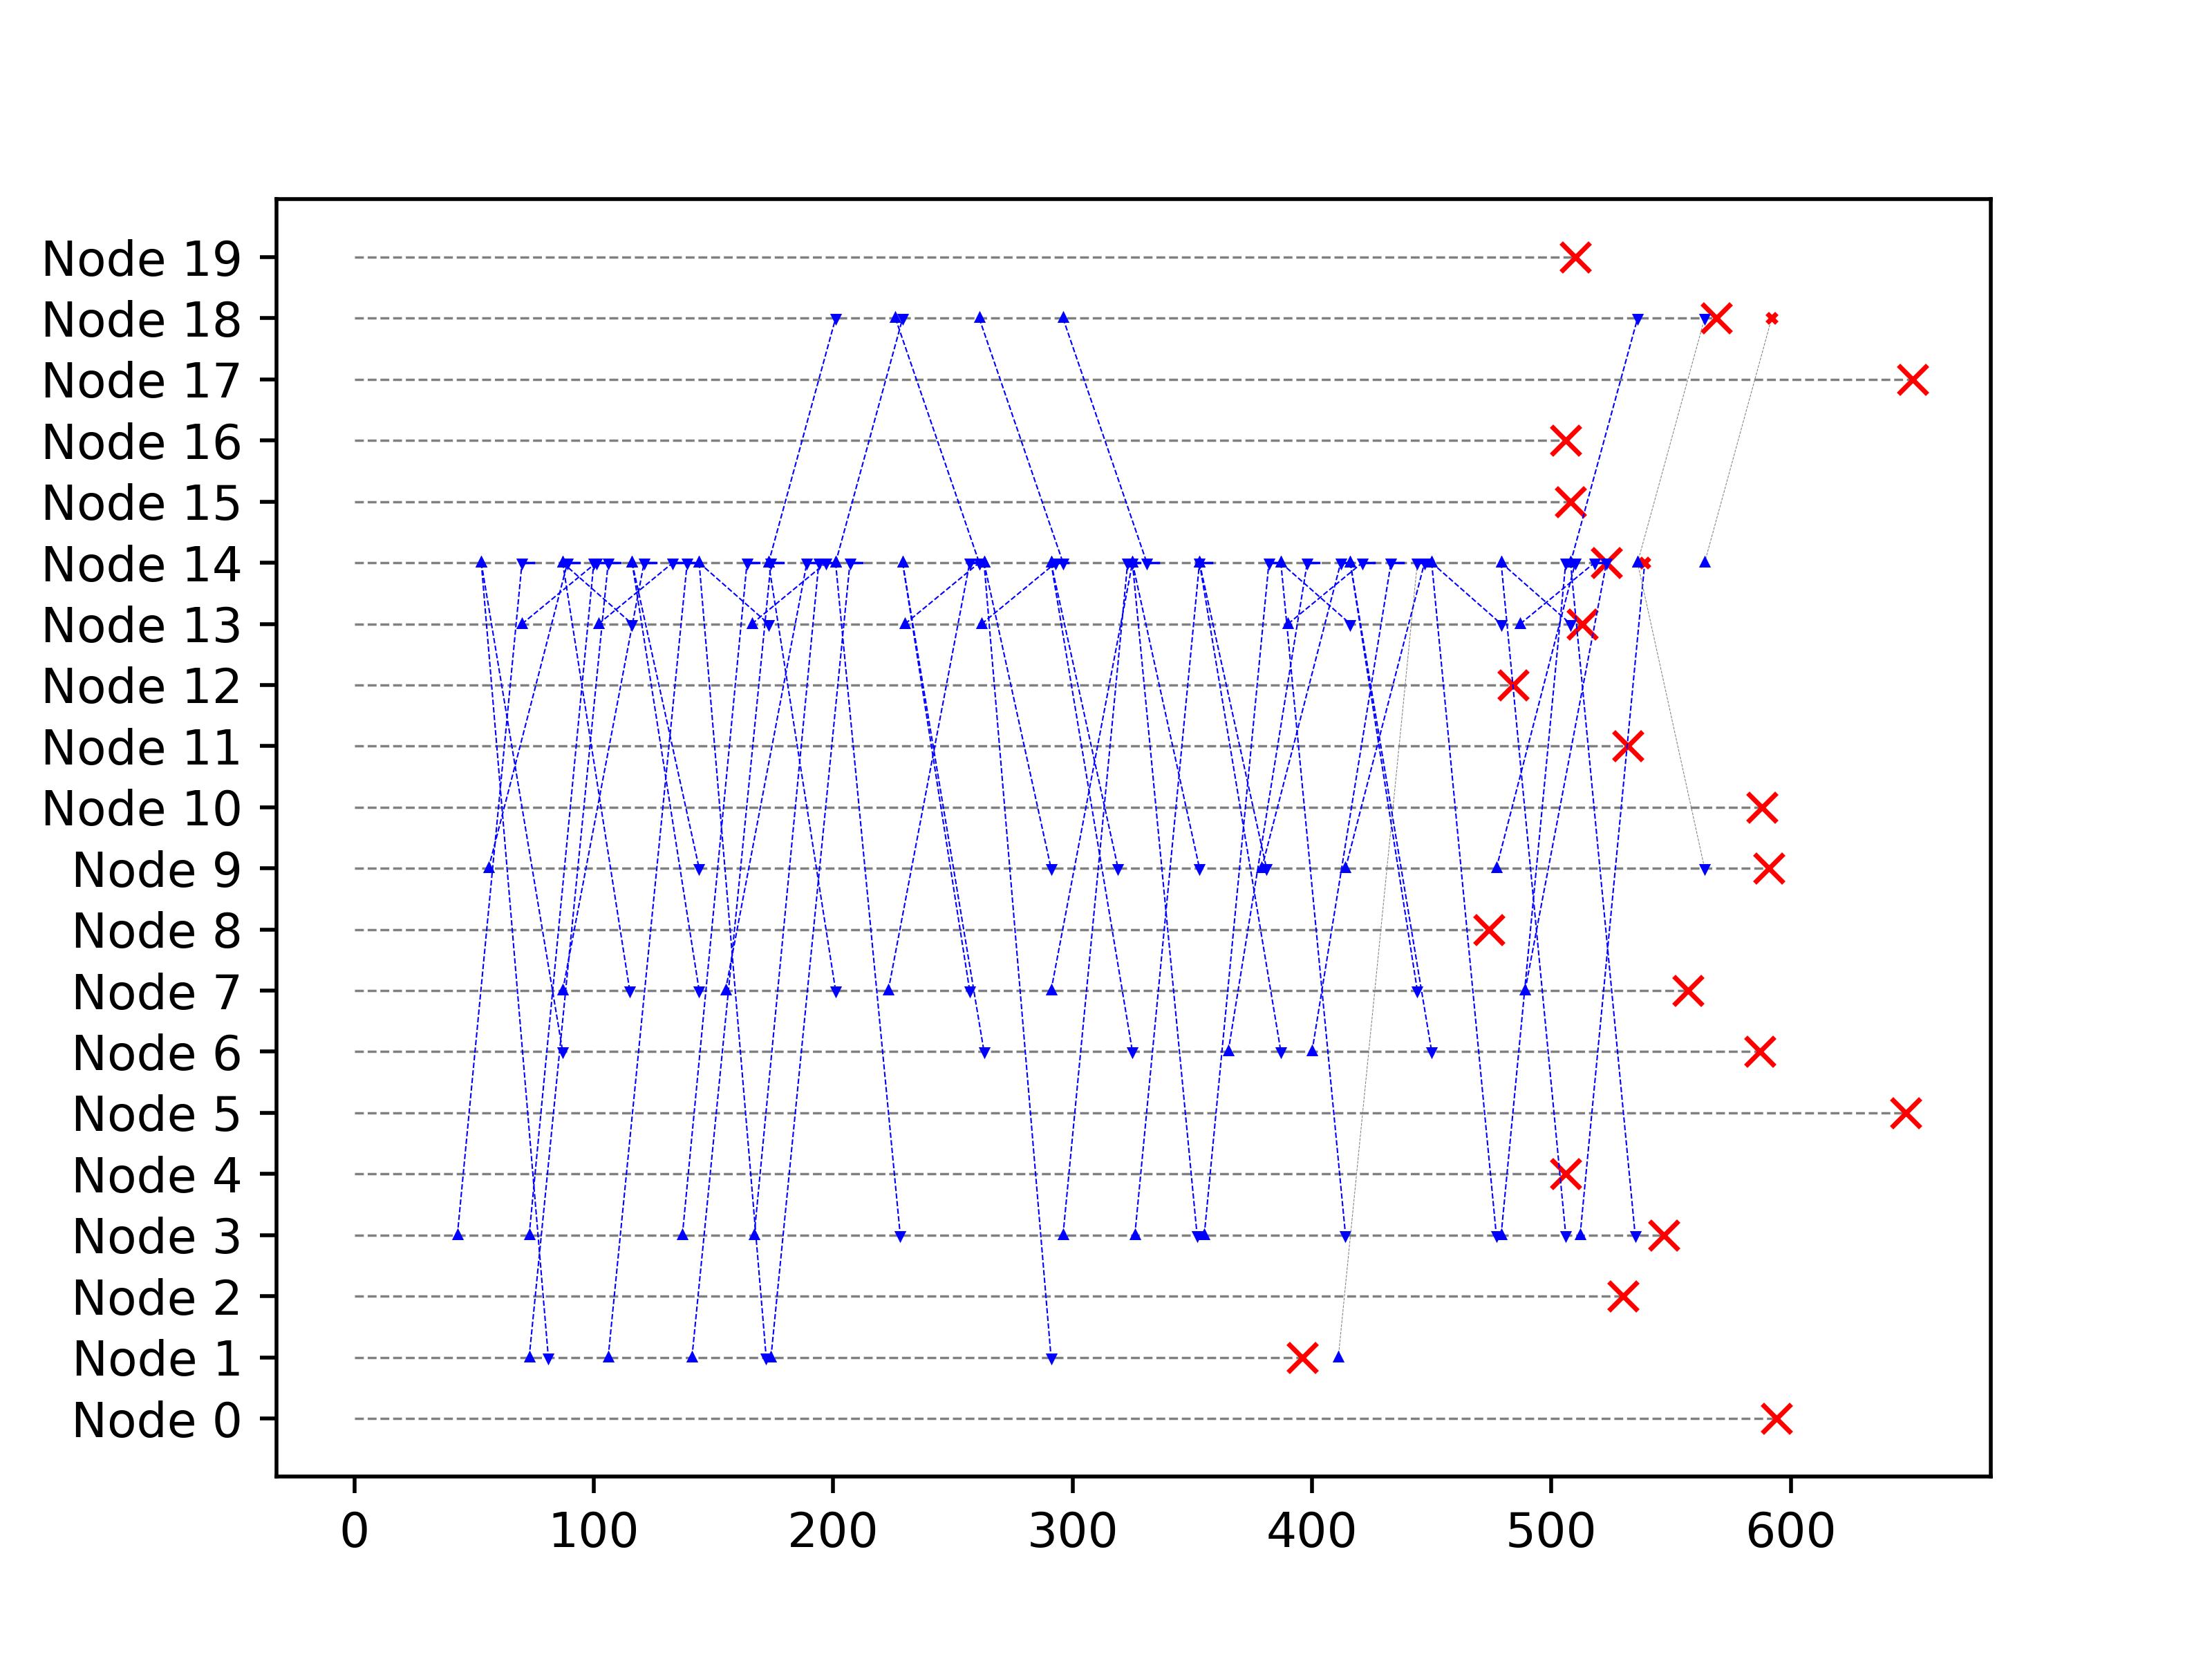 Node 19
Node 18
Node 17
Node 16
Node 15
Node 14
Node 13
Node 12
Node 11
Node 10
Node 9
Node 8
Node 7
Node 6
Node 5
Node 4
Node 3
Node 2
Node 1
Node 0
0 100 200 300 400 500 600